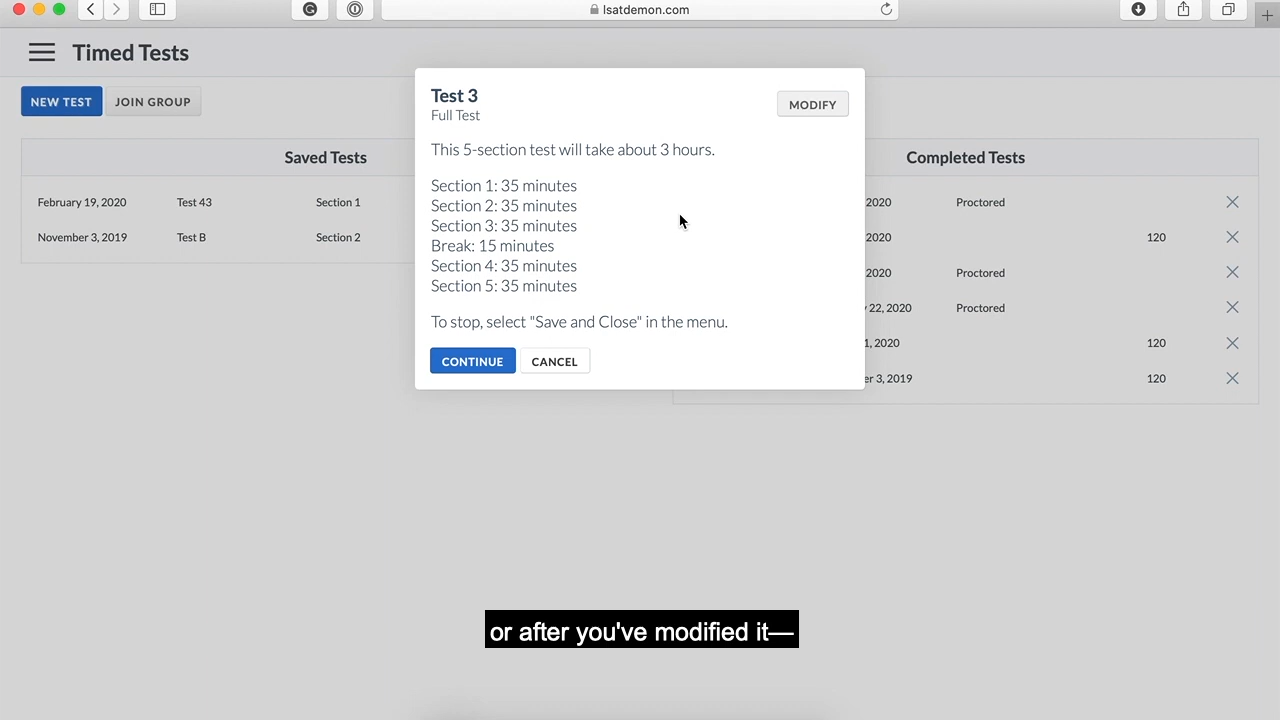 lsatdemon.com
Timed Tests
NEW TEST
JOIN GROUP
Saved Tests
February 19, 2020 Test 43 Section 1
November 3, 2019 Test B Section 2
Test 3
Full Test
MODIFY
This 5-section test will take about 3 hours.
Section 1: 35 minutes
Section 2: 35 minutes
Section 3: 35 minutes
Break: 15 minutes
Section 4: 35 minutes
Section 5: 35 minutes
To stop, select "Save and Close" in the menu.
CONTINUE
CANCEL
Completed Tests
2020 Proctored
2020 120
2020 Proctored
22, 2020 Proctored
1, 2020 120
er 3, 2019 120
or after you've modified it—